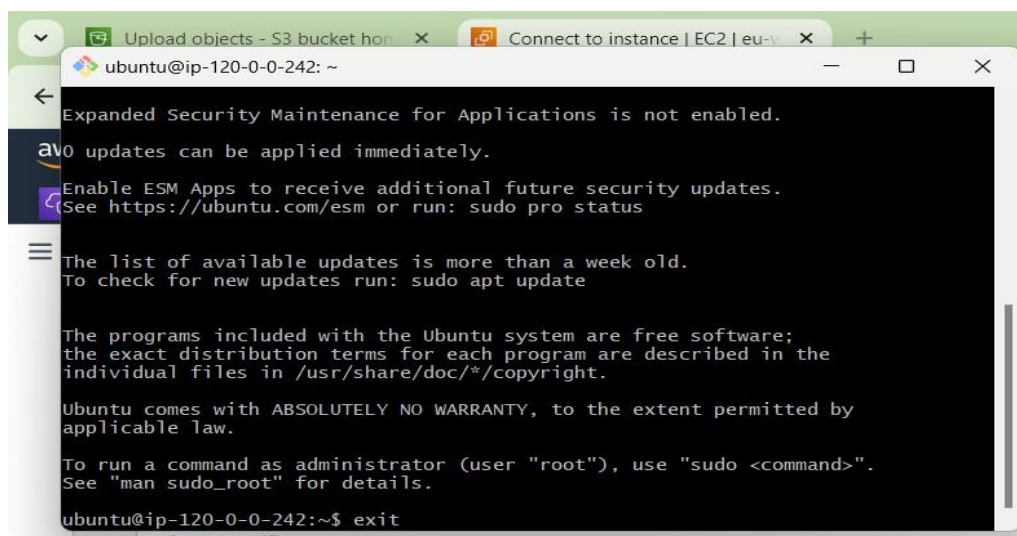 Upload objects - S3 bucket hon
Connect to instance | EC2 | eu-
ubuntu@ip-120-0-0-242: ~
Expanded Security Maintenance for Applications is not enabled.
0 updates can be applied immediately.
Enable ESM Apps to receive additional future security updates.
See https://ubuntu.com/esm or run: sudo pro status
The list of available updates is more than a week old.
To check for new updates run: sudo apt update
The programs included with the Ubuntu system are free software;
the exact distribution terms for each program are described in the
individual files in /usr/share/doc/*/copyright.
Ubuntu comes with ABSOLUTELY NO WARRANTY, to the extent permitted by
applicable law.
To run a command as administrator (user "root"), use "sudo <command>".
See "man sudo_root" for details.
ubuntu@ip-120-0-0-242:~$ exit